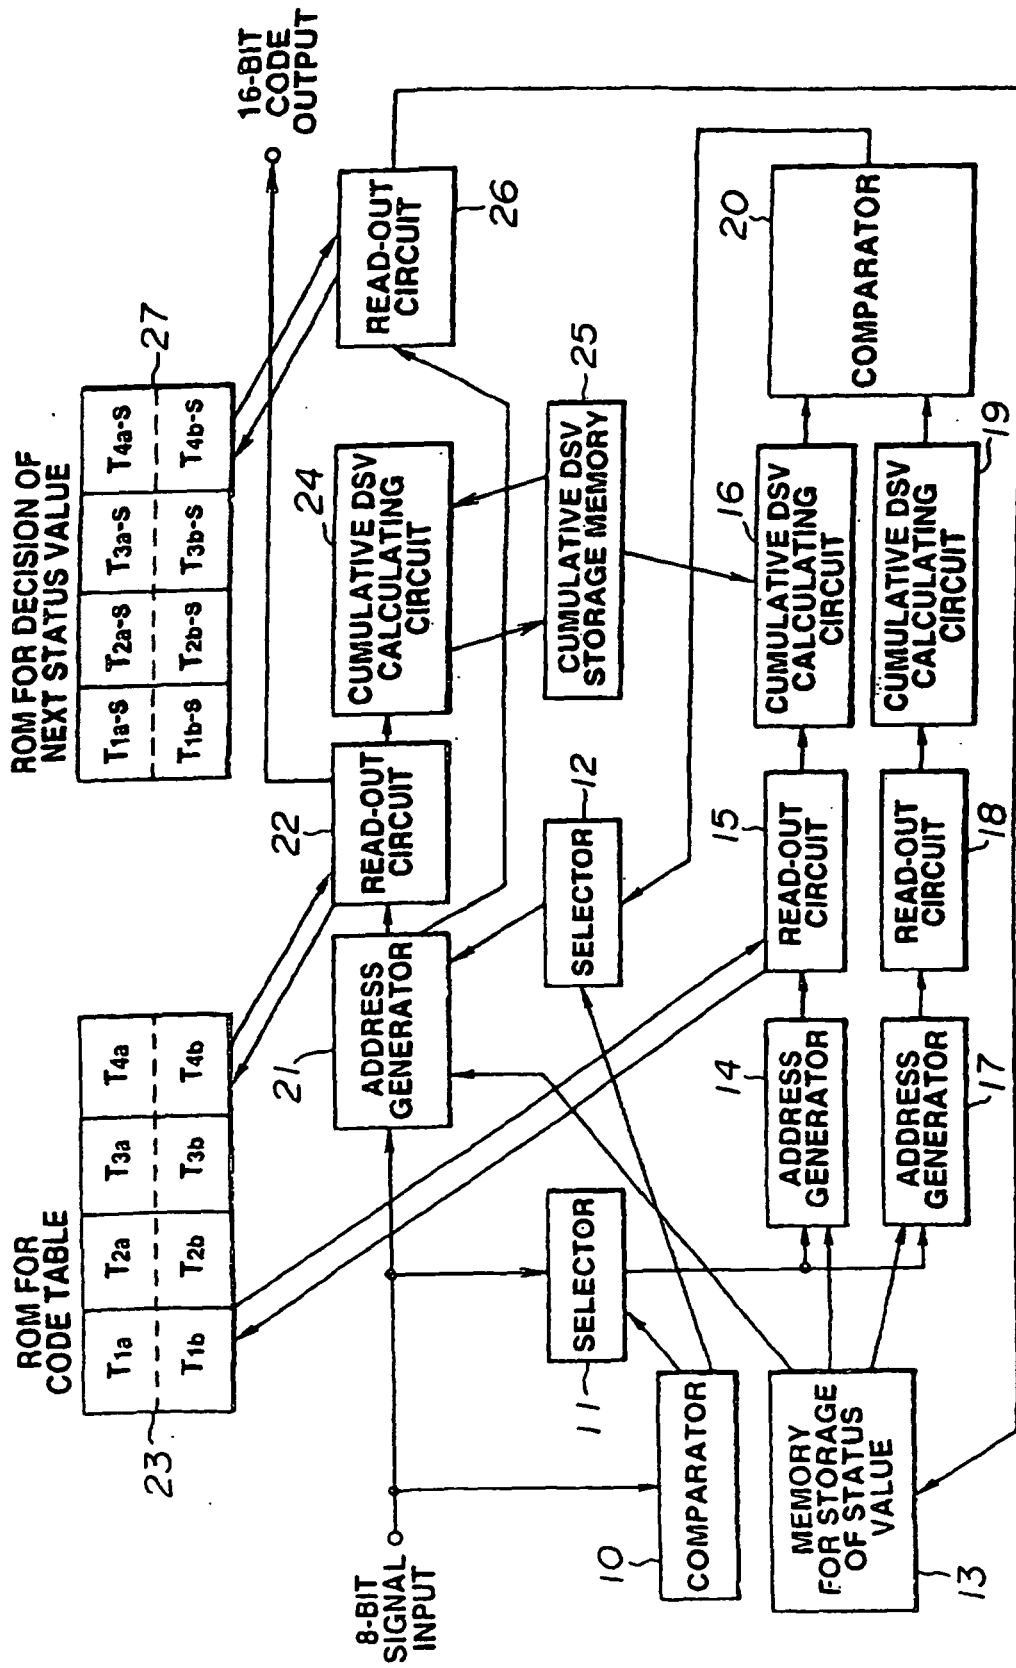 ROM FOR
CODE TABLE
T1a
T2a
T3a
T4a
T1b
T2b
T3b
T4b
23
ROM FOR DECISION OF
NEXT STATUS VALUE
T1a-S
T2a-S
T3a-S
T4a-S
T1b-S
T2b-S
T3b-S
T4b-S
27
16-BIT
CODE
OUTPUT
8-BIT
SIGNAL
INPUT
21
ADDRESS
GENERATOR
22
READ-OUT
CIRCUIT
24
CUMULATIVE DSV
CALCULATING
CIRCUIT
READ-OUT
CIRCUIT
26
11
SELECTOR
SELECTOR
12
CUMULATIVE DSV
STORAGE MEMORY
25
10
COMPARATOR
MEMORY
FOR STORAGE
OF STATUS
VALUE
13
14
ADDRESS
GENERATOR
15
READ-OUT
CIRCUIT
16
CUMULATIVE DSV
CALCULATING
CIRCUIT
20
COMPARATOR
ADDRESS
GENERATOR
17
READ-OUT
CIRCUIT
18
CUMULATIVE DSV
CALCULATING
CIRCUIT
19